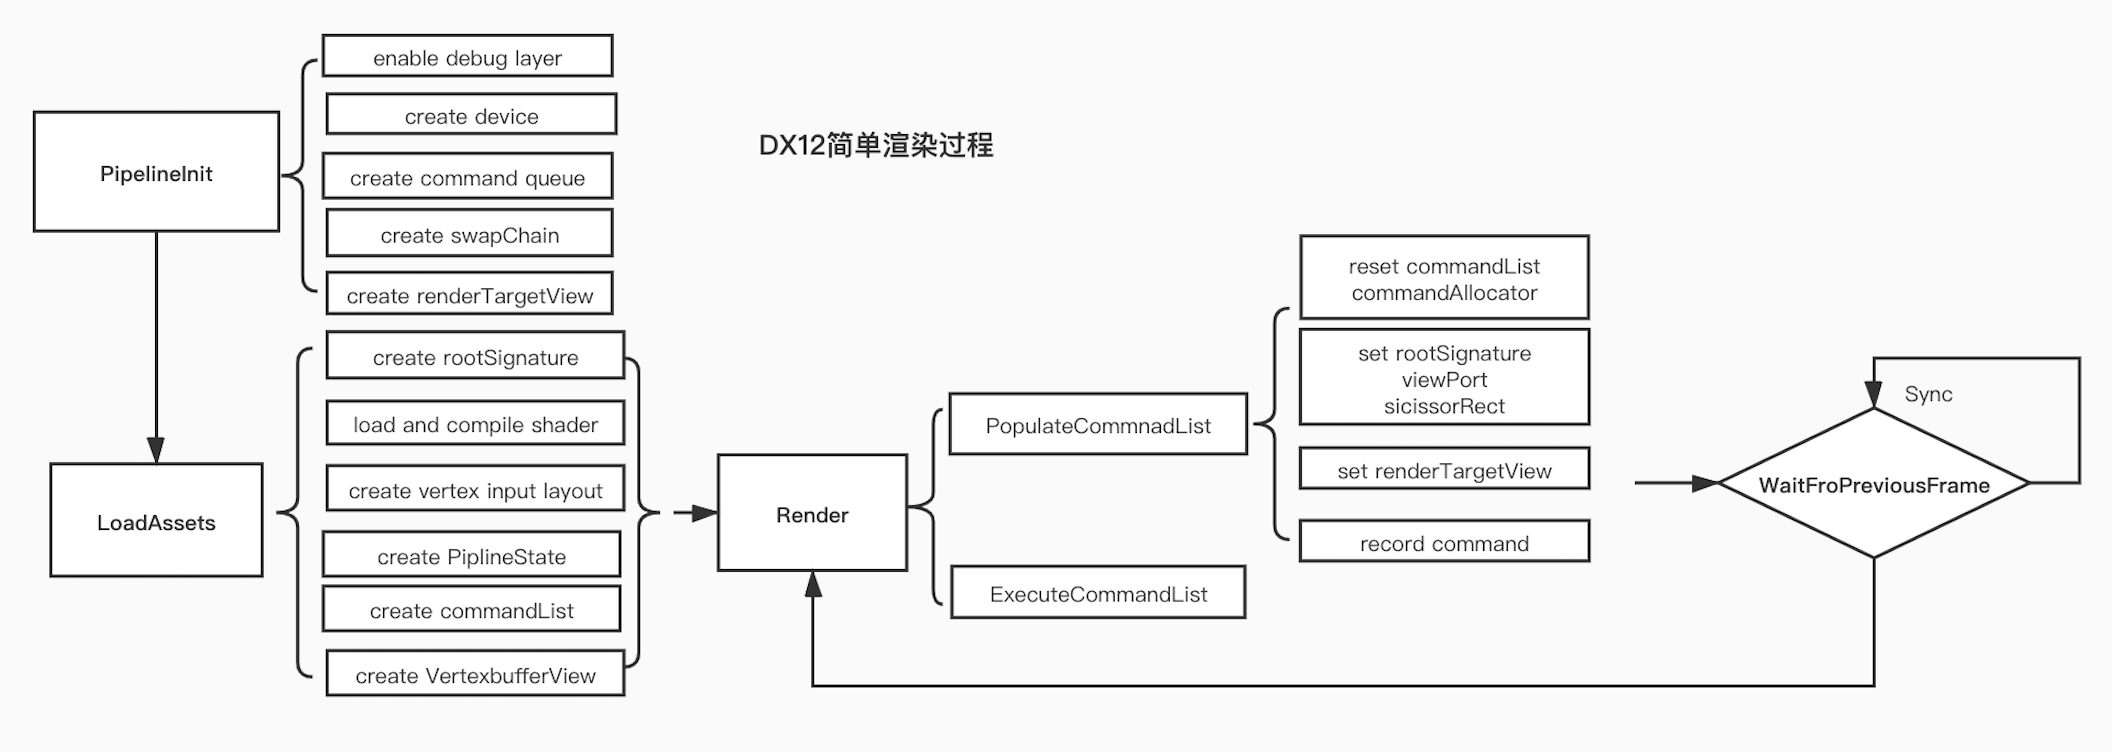 DX12简单渲染过程
PipelineInit
enable debug layer
create device
create command queue
create swapChain
create renderTargetView
LoadAssets
create rootSignature
load and compile shader
create vertex input layout
create PiplineState
create commandList
create VertexbufferView
Render
PopulateCommnadList
ExecuteCommandList
reset commandList
commandAllocator
set rootSignature
viewPort
sicissorRect
set renderTargetView
record command
Sync
WaitFroPreviousFrame